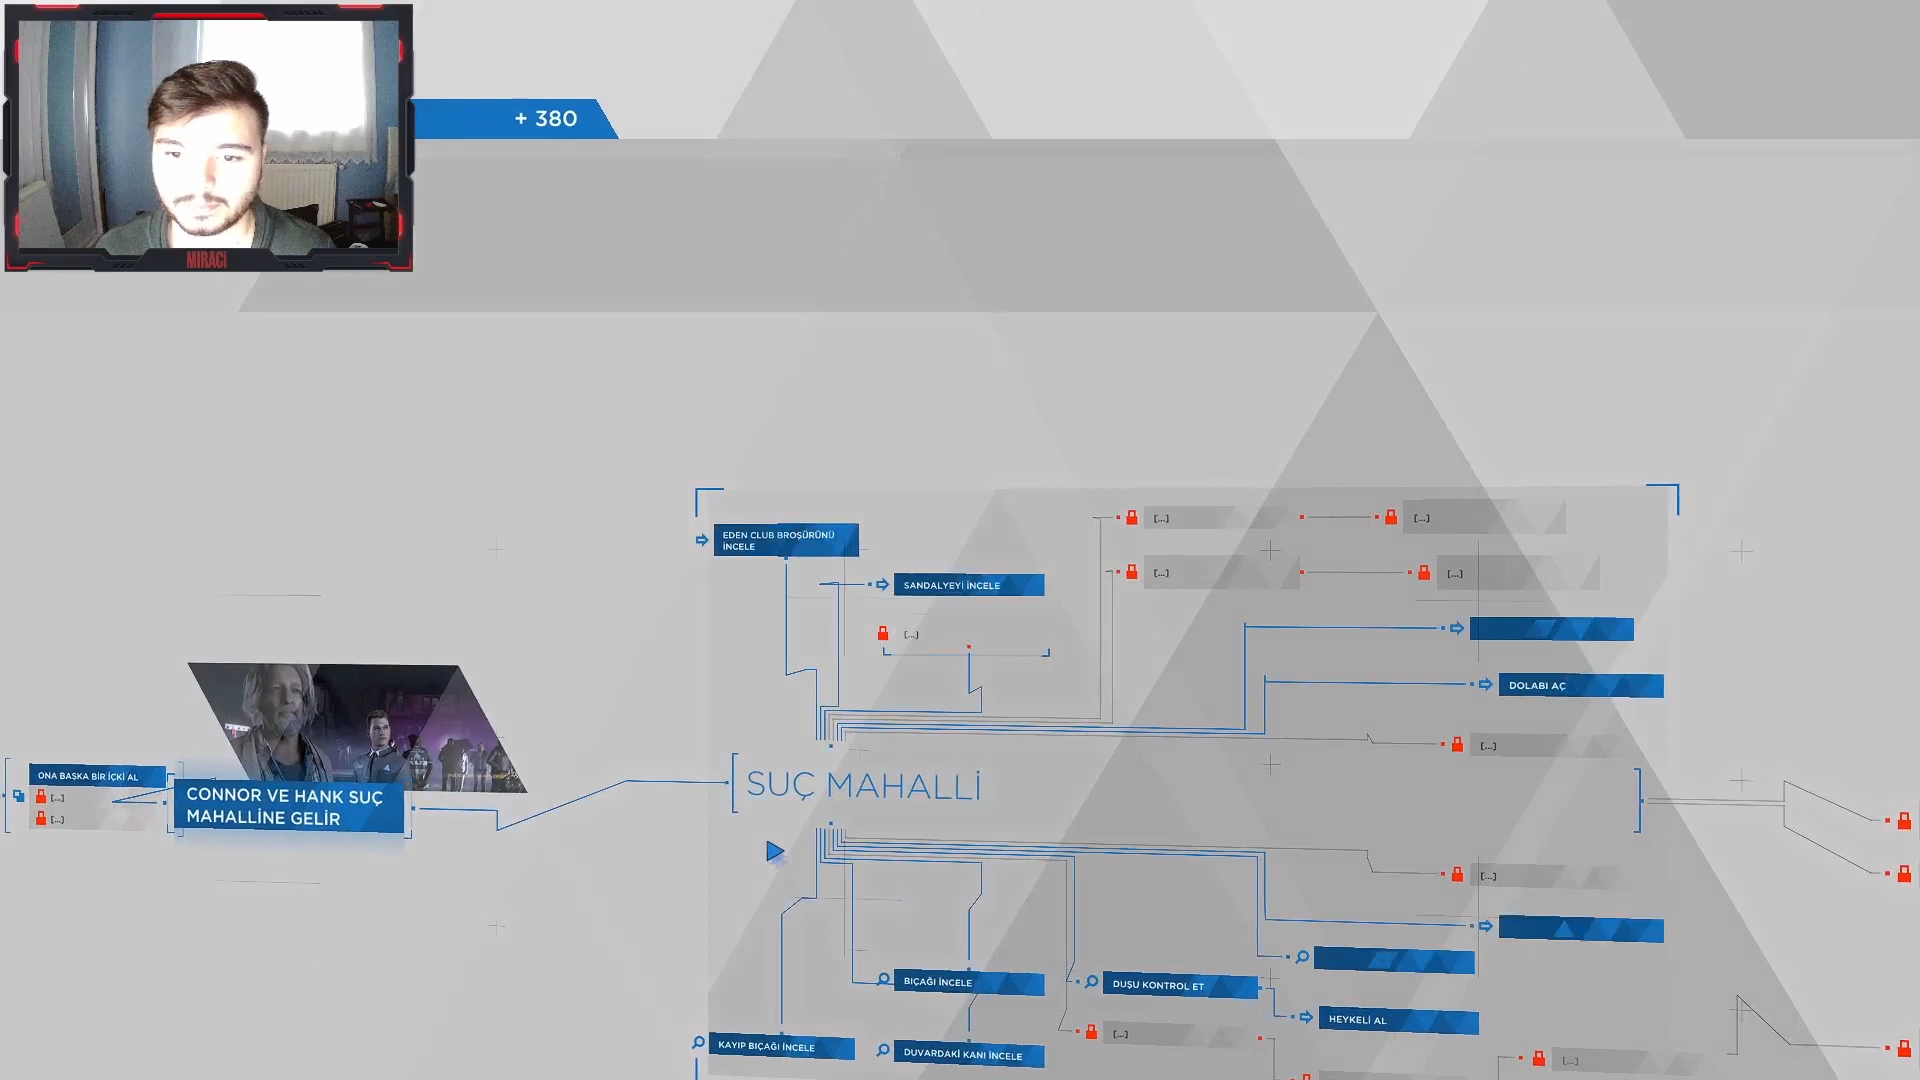 + 380
MIRACI
EDEN CLUB BROŞÜRÜNÜ
İNCELE
[...]
[...]
[...]
[...]
SANDALYEYİ İNCELE
[...]
DOLABI AÇ
[...]
ONA BAŞKA BİR İÇKİ AL
[...]
[...]
CONNOR VE HANK SUÇ
MAHALLİNE GELİR
SUÇ MAHALLİ
[...]
BIÇAĞI İNCELE
DUŞU KONTROL ET
HEYKELİ AL
[...]
KAYIP BIÇAĞI İNCELE
DUVARDAKİ KANI İNCELE
[...]